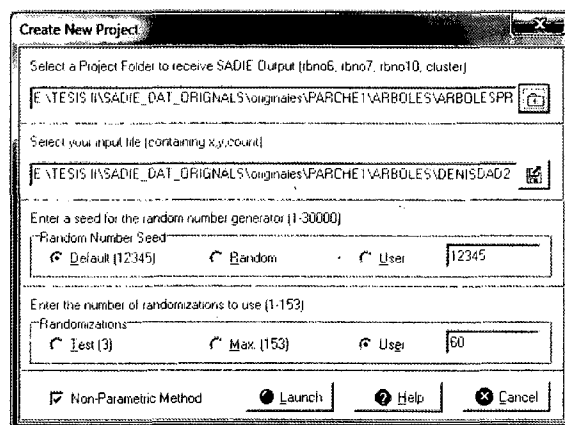 Create New Project
Select a Project Folder to receive SADIE Output (rbno6, rbno7, rbno10, cluster)
E:\TESIS II\SADIE_DAT_ORIGNALS\originales\PARCHE1\ARBOLES\ARBOLESPR
Select your input file (containing x,y,count)
E:\TESIS II\SADIE_DAT_ORIGNALS\originales\PARCHE1\ARBOLES\DENISDAD2
Enter a seed for the random number generator (1-30000)
Random Number Seed
Default (12345) Random User 12345
Enter the number of randomizations to use (1-153)
Randomizations
Test (3) Max. (153) User 60
Non-Parametric Method Launch Help Cancel